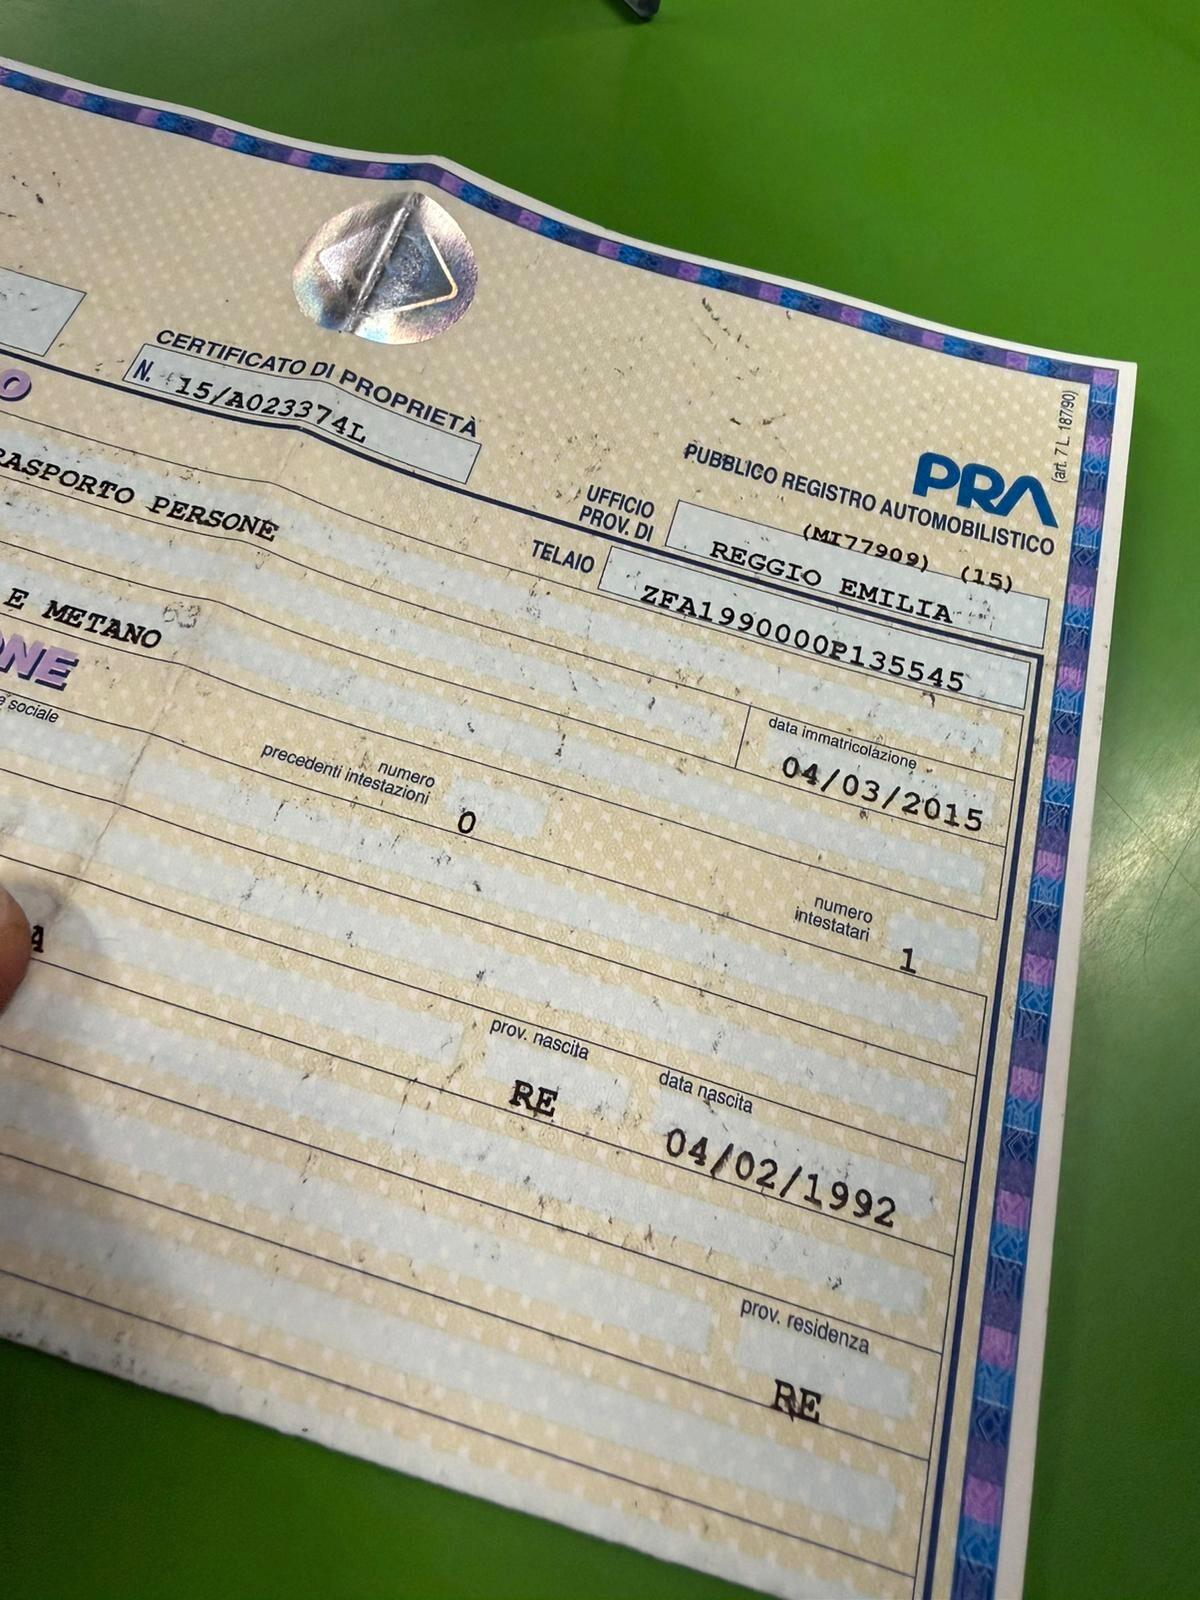 CERTIFICATO DI PROPRIETÀ
N. 15/A023374L
O
(art. 7 L. 187/90)
PRA
PUBBLICO REGISTRO AUTOMOBILISTICO
UFFICIO
PROV. DI
(MI77909) (15)
REGGIO EMILIA
TELAIO
ZFA1990000P135545
RASPORTO PERSONE
E METANO
data immatricolazione
04/03/2015
ONE
e sociale
numero
precedenti intestazioni
0
numero
intestatari
1
A
prov. nascita
RE
data nascita
04/02/1992
prov. residenza
RE